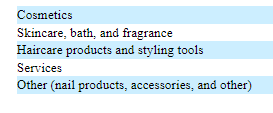 Cosmetics
Skincare, bath, and fragrance
Haircare products and styling tools
Services
Other (nail products, accessories, and other)